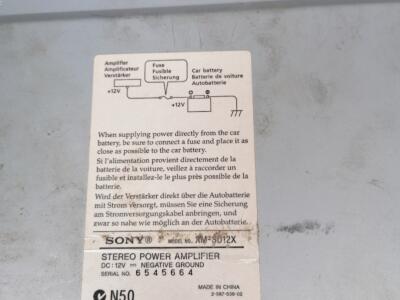 Amplifier
Amplificateur
Verstärker
Fuse
Fusible
Sicherung
Car battery
Batterie de voiture
Autobatterie
+12V
+12V
When supplying power directly from the car
battery, be sure to connect a fuse and place it as
close as possible to the car battery.
Si l'alimentation provient directement de la
batterie de la voiture, veillez à raccorder un
fusible et installez-le le plus près possible
de la batterie de voiture.
Wird der Verstärker direkt über die Autobatterie
mit Strom versorgt, müssen Sie eine Sicherung
am Stromversorgungskabel anbringen, und
zwar so nahe wie möglich an der Autobatterie.
SONY® MODEL NO. XM-SD12X
STEREO POWER AMPLIFIER
DC: 12V NEGATIVE GROUND
SERIAL NO. 6545664
N50